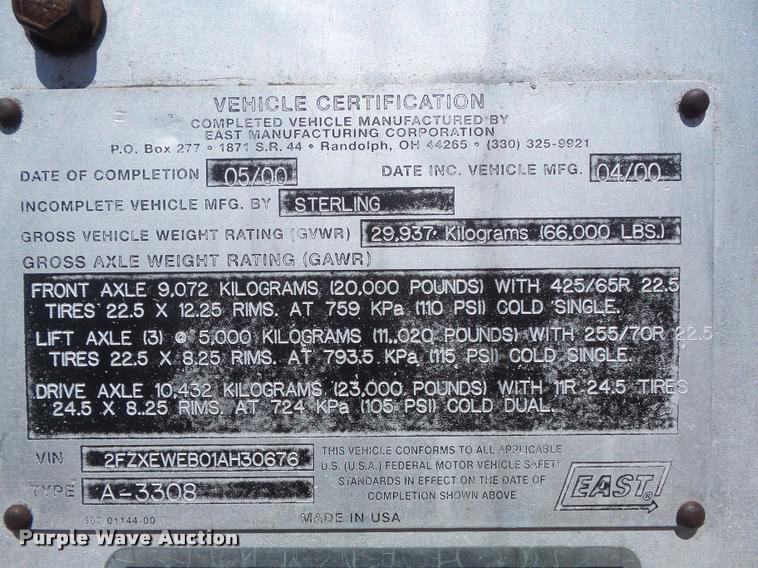 VEHICLE CERTIFICATION
COMPLETED VEHICLE MANUFACTURED BY
EAST MANUFACTURING CORPORATION
P.O. Box 277 • 1871 S.R. 44 • Randolph, OH 44265 • (330) 325-9921
DATE OF COMPLETION 05/00 DATE INC. VEHICLE MFG. 04/00
INCOMPLETE VEHICLE MFG. BY STERLING
GROSS VEHICLE WEIGHT RATING (GVWR) 29,937 Kilograms (66,000 LBS.)
GROSS AXLE WEIGHT RATING (GAWR)
FRONT AXLE 9,072 KILOGRAMS (20,000 POUNDS) WITH 425/65R 22.5
TIRES 22.5 X 12.25 RIMS. AT 759 KPa (110 PSI) COLD SINGLE.
LIFT AXLE (3) @ 5,000 KILOGRAMS (11,,020 POUNDS) WITH 255/70R 22.5
TIRES 22.5 X 8.25 RIMS. AT 793.5 KPa (115 PSI) COLD SINGLE.
DRIVE AXLE 10,432 KILOGRAMS (23,000 POUNDS) WITH 11R 24.5 TIRES
24.5 X 8.25 RIMS. AT 724 KPa (105 PSI) COLD DUAL.
VIN 2FZXEWEB01AH30676
TYPE A-3308
THIS VEHICLE CONFORMS TO ALL APPLICABLE
U.S. (U.S.A.) FEDERAL MOTOR VEHICLE SAFETY
STANDARDS IN EFFECT ON THE DATE OF
COMPLETION SHOWN ABOVE
EAST®
01144-00 MADE IN USA
Purple Wave Auction